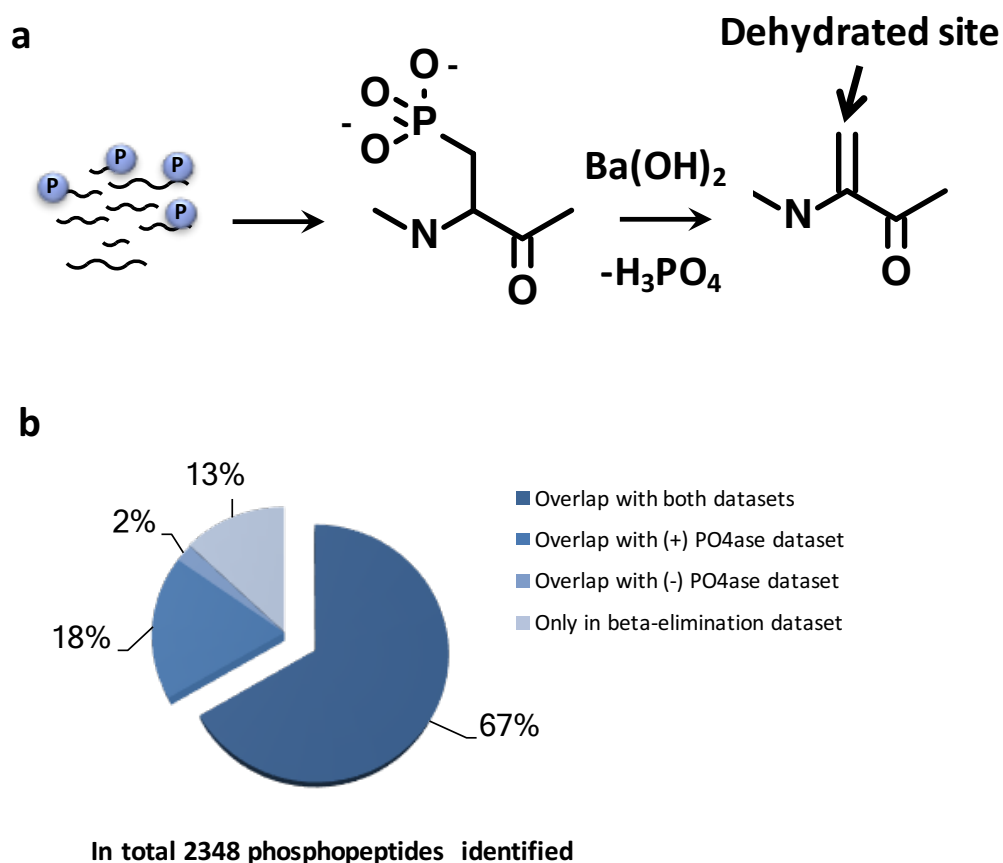 a
Dehydrated site
P
P
P
P
O-
O
-
P
O
N
O
Ba(OH)₂
-H₃PO₄
N
O
b
13%
2%
18%
67%
Overlap with both datasets
Overlap with (+) PO4ase dataset
Overlap with (-) PO4ase dataset
Only in beta-elimination dataset
In total 2348 phosphopeptides identified